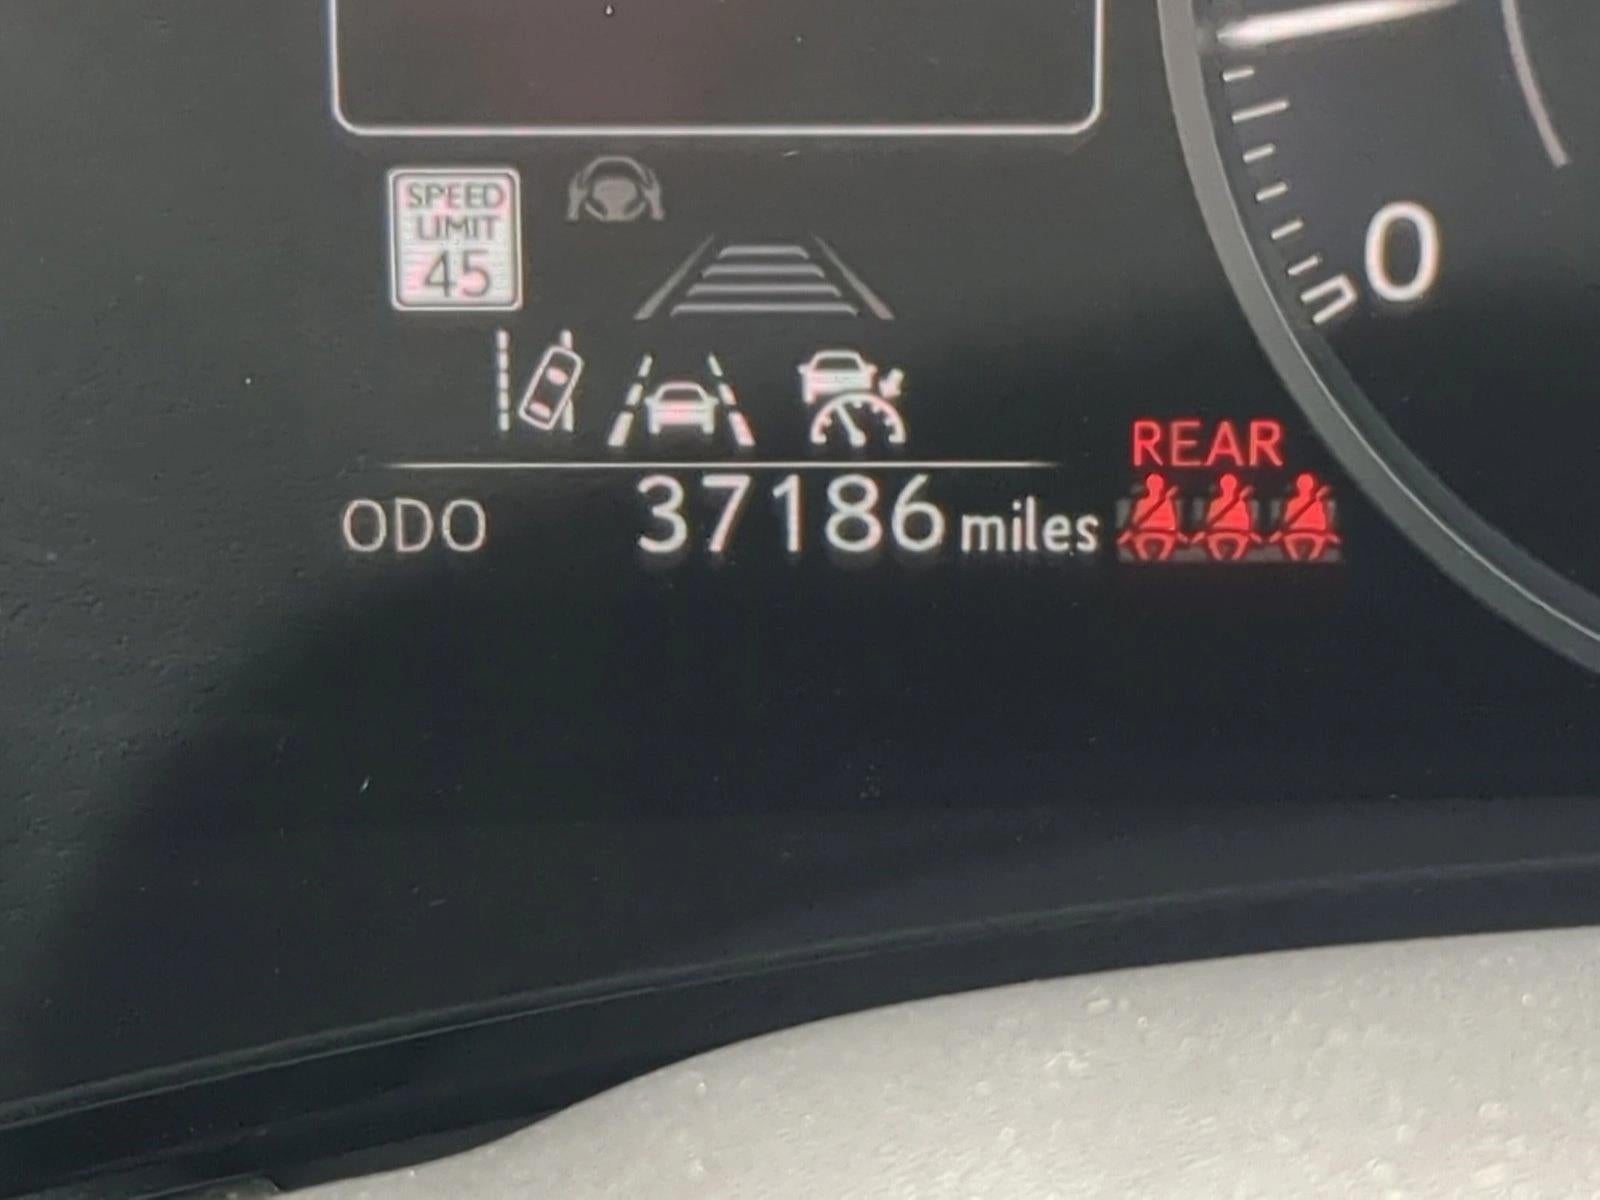 SPEED
LIMIT
45
0
REAR
ODO 37186 miles